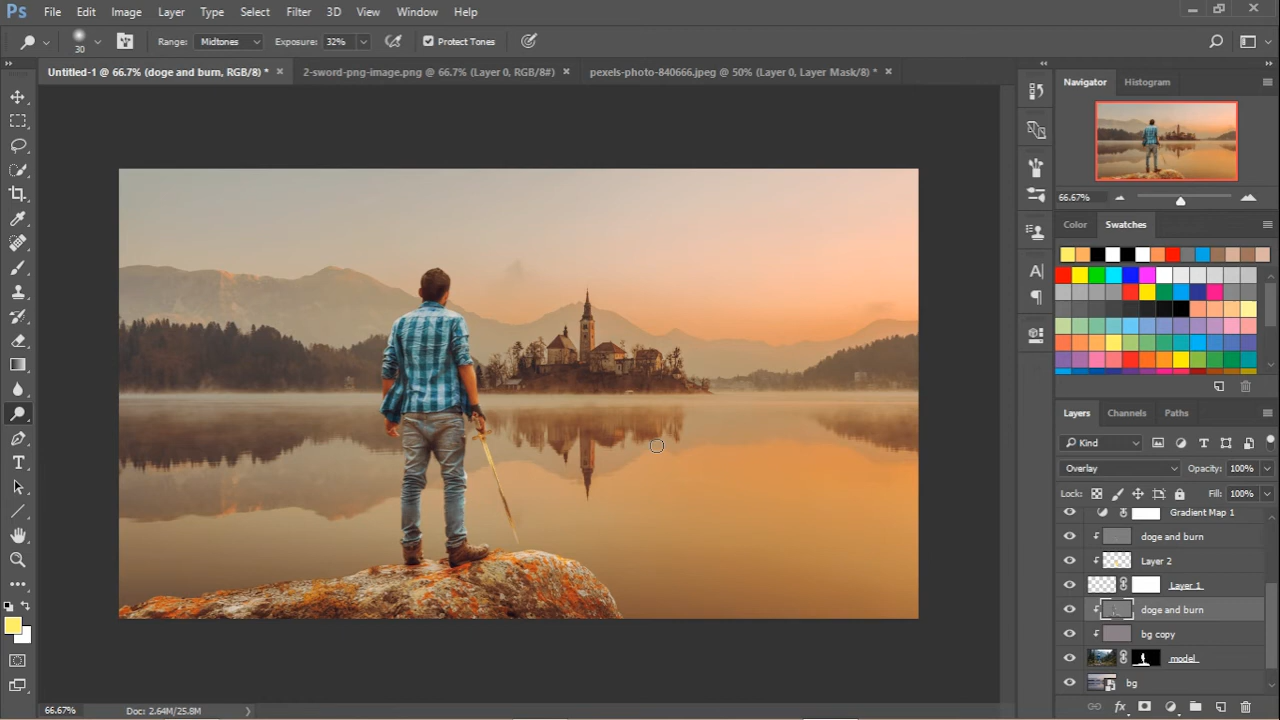 Ps File Edit Image Layer Type Select Filter 3D View Window Help
30 Range: Midtones Exposure: 32% Protect Tones
Untitled-1 @ 66.7% (doge and burn, RGB/8) * 2-sword-png-image.png @ 66.7% (Layer 0, RGB/8#) pexels-photo-840666.jpeg @ 50% (Layer 0, Layer Mask/8) *
Navigator Histogram
66.67%
Color Swatches
Layers Channels Paths
Kind
Overlay Opacity: 100%
Lock: Fill: 100%
Gradient Map 1
doge and burn
Layer 2
Layer 1
doge and burn
bg copy
model
bg
66.67% Doc: 2.64M/25.8M